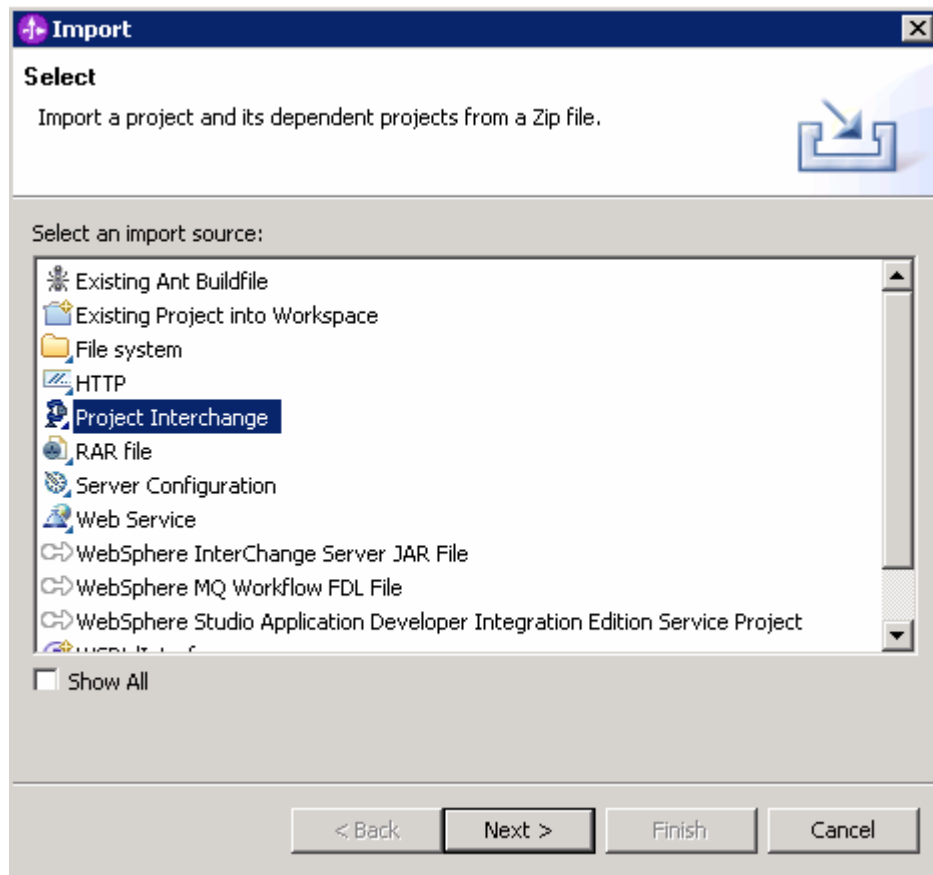 Import
Select
Import a project and its dependent projects from a Zip file.
Select an import source:
Existing Ant Buildfile
Existing Project into Workspace
File system
HTTP
Project Interchange
RAR file
Server Configuration
Web Service
WebSphere InterChange Server JAR File
WebSphere MQ Workflow FDL File
WebSphere Studio Application Developer Integration Edition Service Project
Show All
< Back Next > Finish Cancel